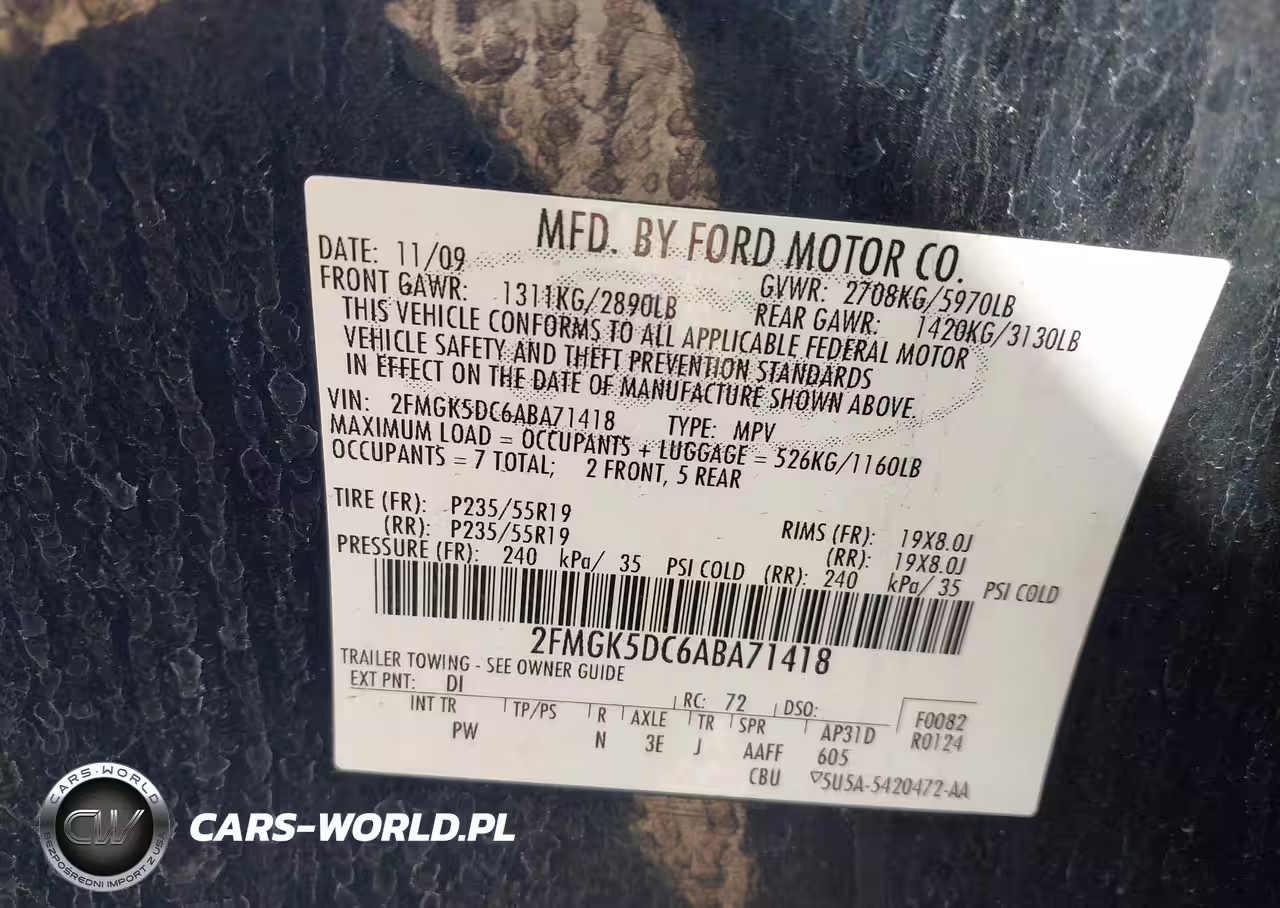 MFD. BY FORD MOTOR CO.
DATE: 11/09 GVWR: 2708KG/5970LB
FRONT GAWR: 1311KG/2890LB REAR GAWR: 1420KG/3130LB
THIS VEHICLE CONFORMS TO ALL APPLICABLE FEDERAL MOTOR
VEHICLE SAFETY AND THEFT PREVENTION STANDARDS
IN EFFECT ON THE DATE OF MANUFACTURE SHOWN ABOVE.
VIN: 2FMGK5DC6ABA71418 TYPE: MPV
MAXIMUM LOAD = OCCUPANTS + LUGGAGE = 526KG/1160LB
OCCUPANTS = 7 TOTAL; 2 FRONT, 5 REAR
TIRE (FR): P235/55R19 RIMS (FR): 19X8.0J
(RR): P235/55R19 (RR): 19X8.0J
PRESSURE (FR): 240 kPa/ 35 PSI COLD (RR): 240 kPa/ 35 PSI COLD
2FMGK5DC6ABA71418
TRAILER TOWING - SEE OWNER GUIDE
EXT PNT: DI RC: 72 DSO:
INT TR TP/PS R AXLE TR SPR AP31D F0082
PW N 3E J AAFF 605 R0124
CBU ▽5U5A-5420472-AA
CARS-WORLD
CW
BEZPOŚREDNI IMPORT Z USA
CARS-WORLD.PL